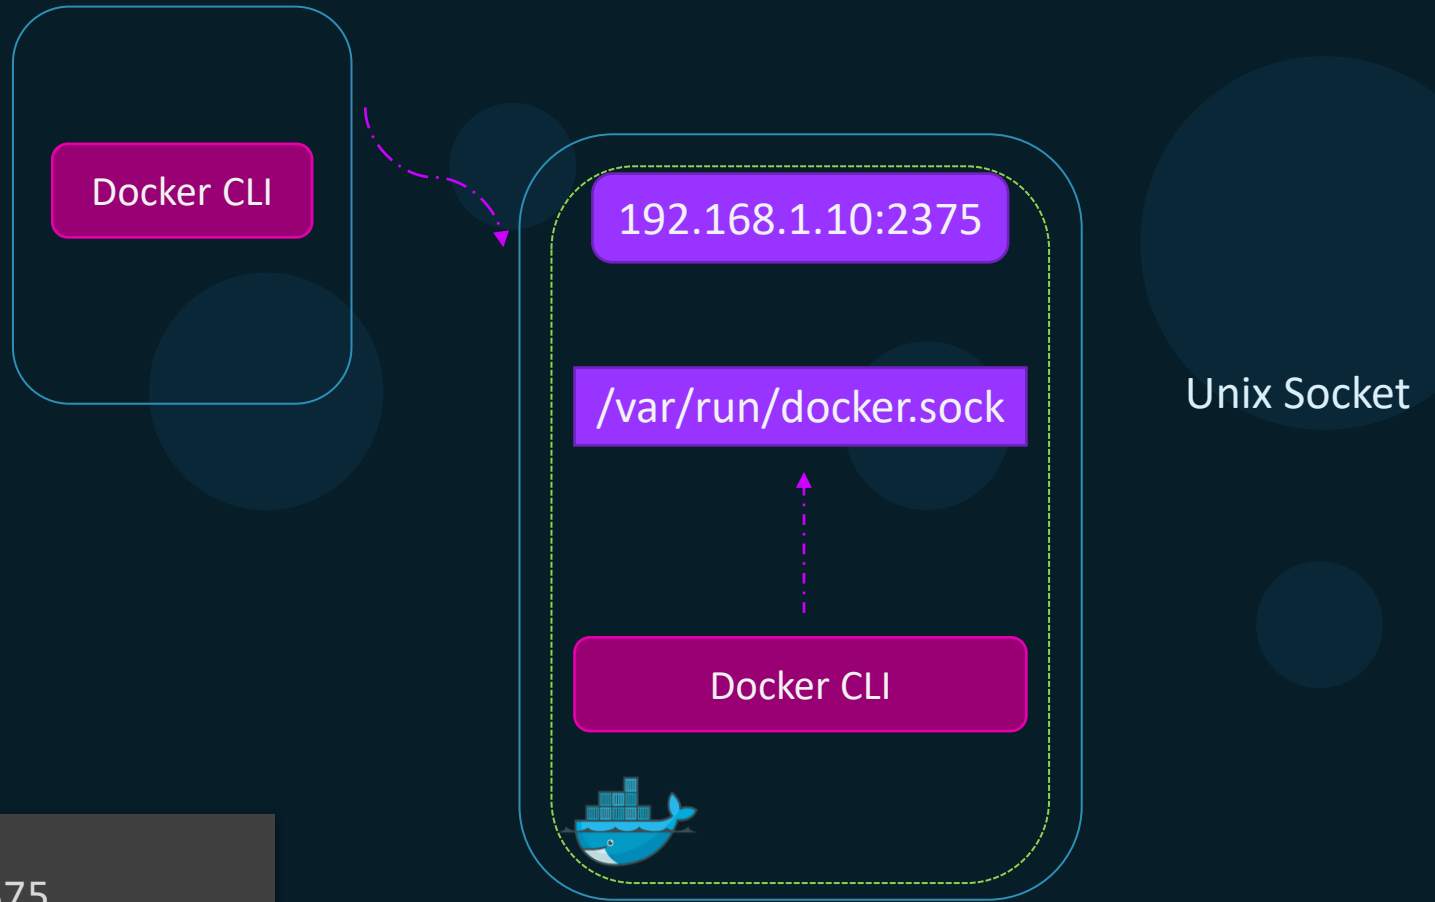 Docker CLI
192.168.1.10:2375
/var/run/docker.sock
Unix Socket
Docker CLI